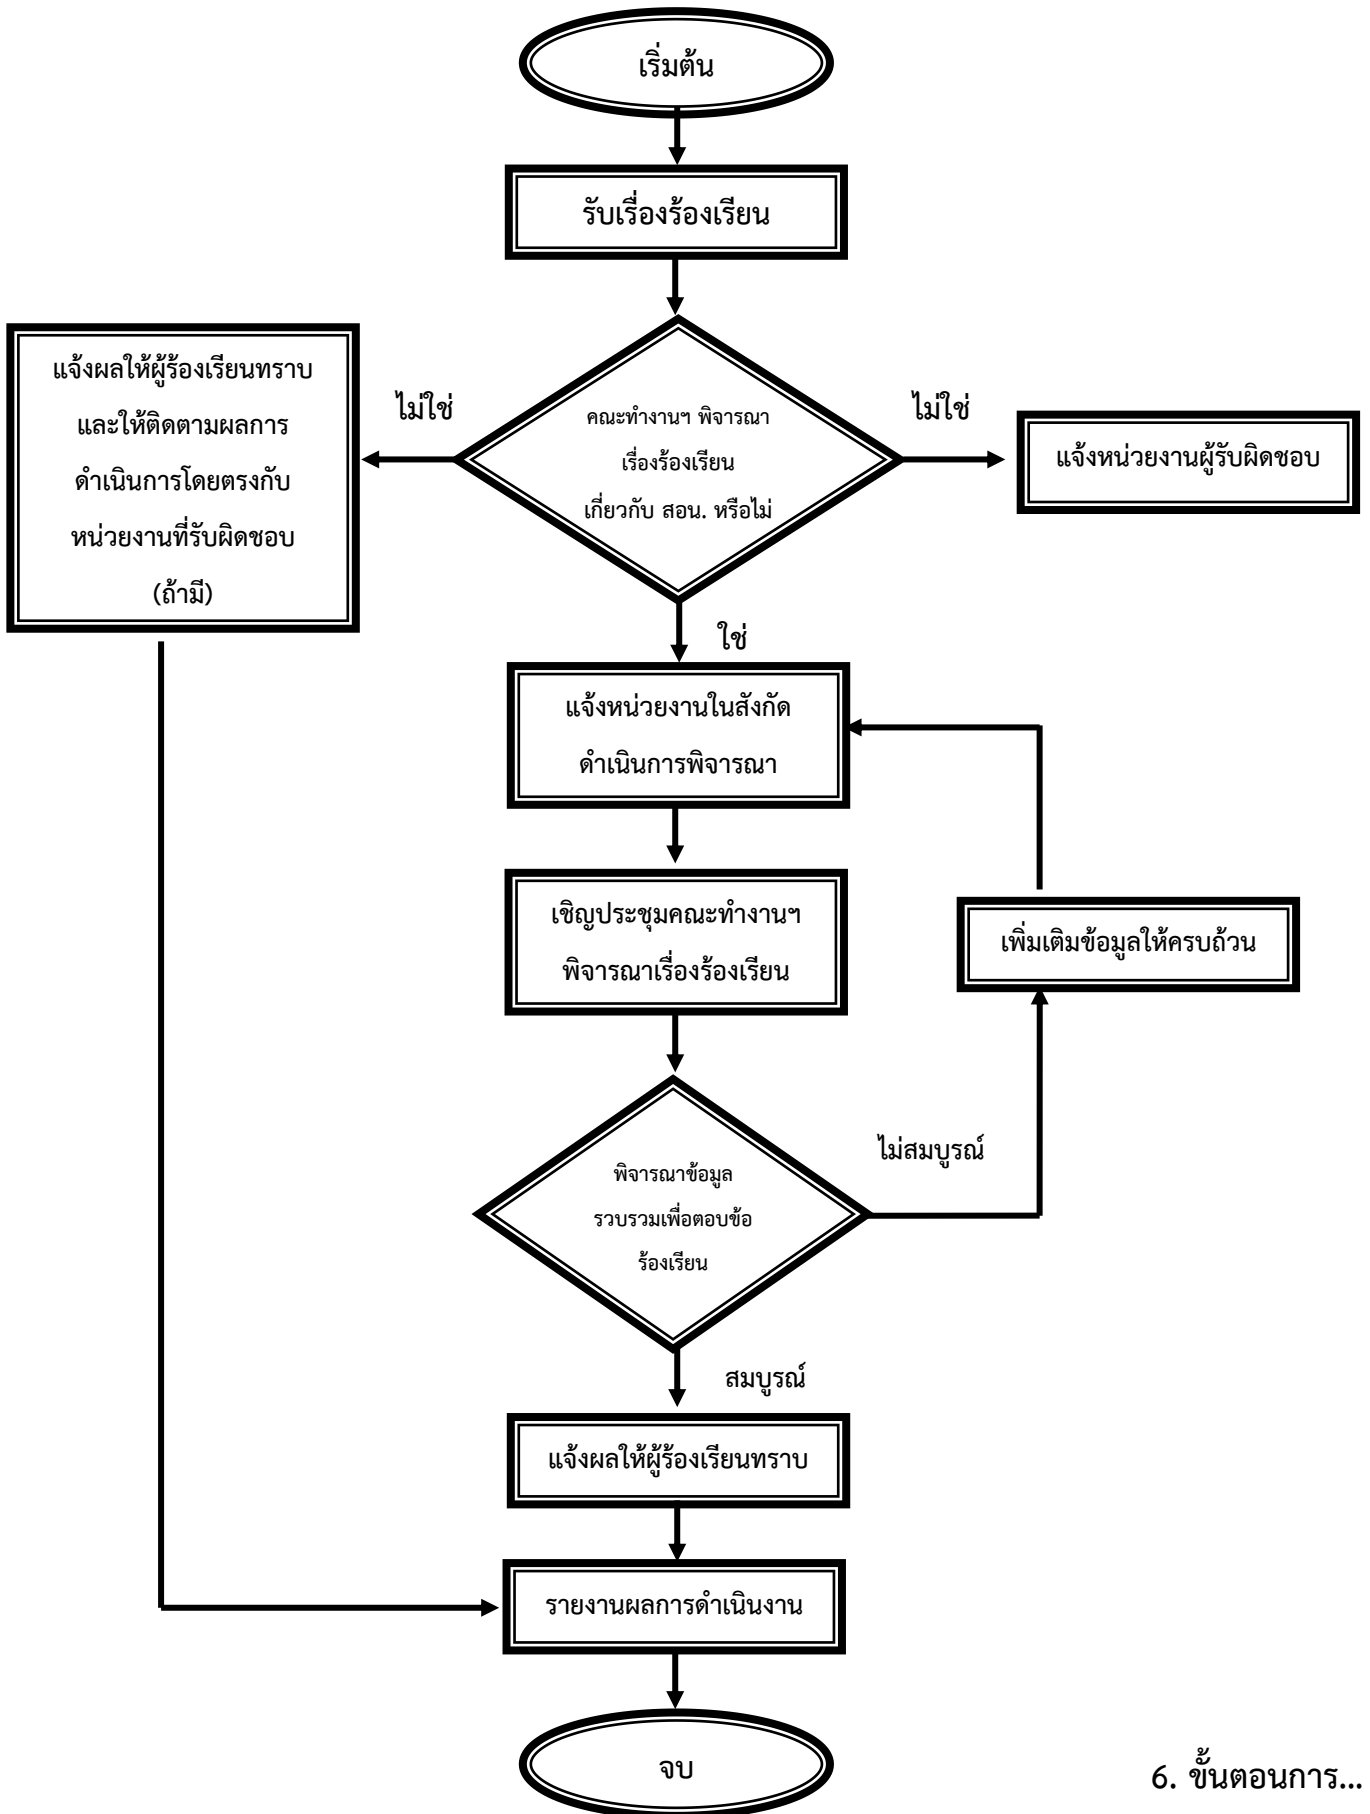 เริ่มต้น
รับเรื่องร้องเรียน
แจ้งผลให้ผู้ร้องเรียนทราบ
และให้ติดตามผลการ
ดำเนินการโดยตรงกับ
หน่วยงานที่รับผิดชอบ
(ถ้ามี)
ไม่ใช่
คณะทำงานฯ พิจารณา
เรื่องร้องเรียน
เกี่ยวกับ สอน. หรือไม่
ไม่ใช่
แจ้งหน่วยงานผู้รับผิดชอบ
ใช่
แจ้งหน่วยงานในสังกัด
ดำเนินการพิจารณา
เชิญประชุมคณะทำงานฯ
พิจารณาเรื่องร้องเรียน
เพิ่มเติมข้อมูลให้ครบถ้วน
ไม่สมบูรณ์
พิจารณาข้อมูล
รวบรวมเพื่อตอบข้อ
ร้องเรียน
สมบูรณ์
แจ้งผลให้ผู้ร้องเรียนทราบ
รายงานผลการดำเนินงาน
จบ
6. ขั้นตอนการ...